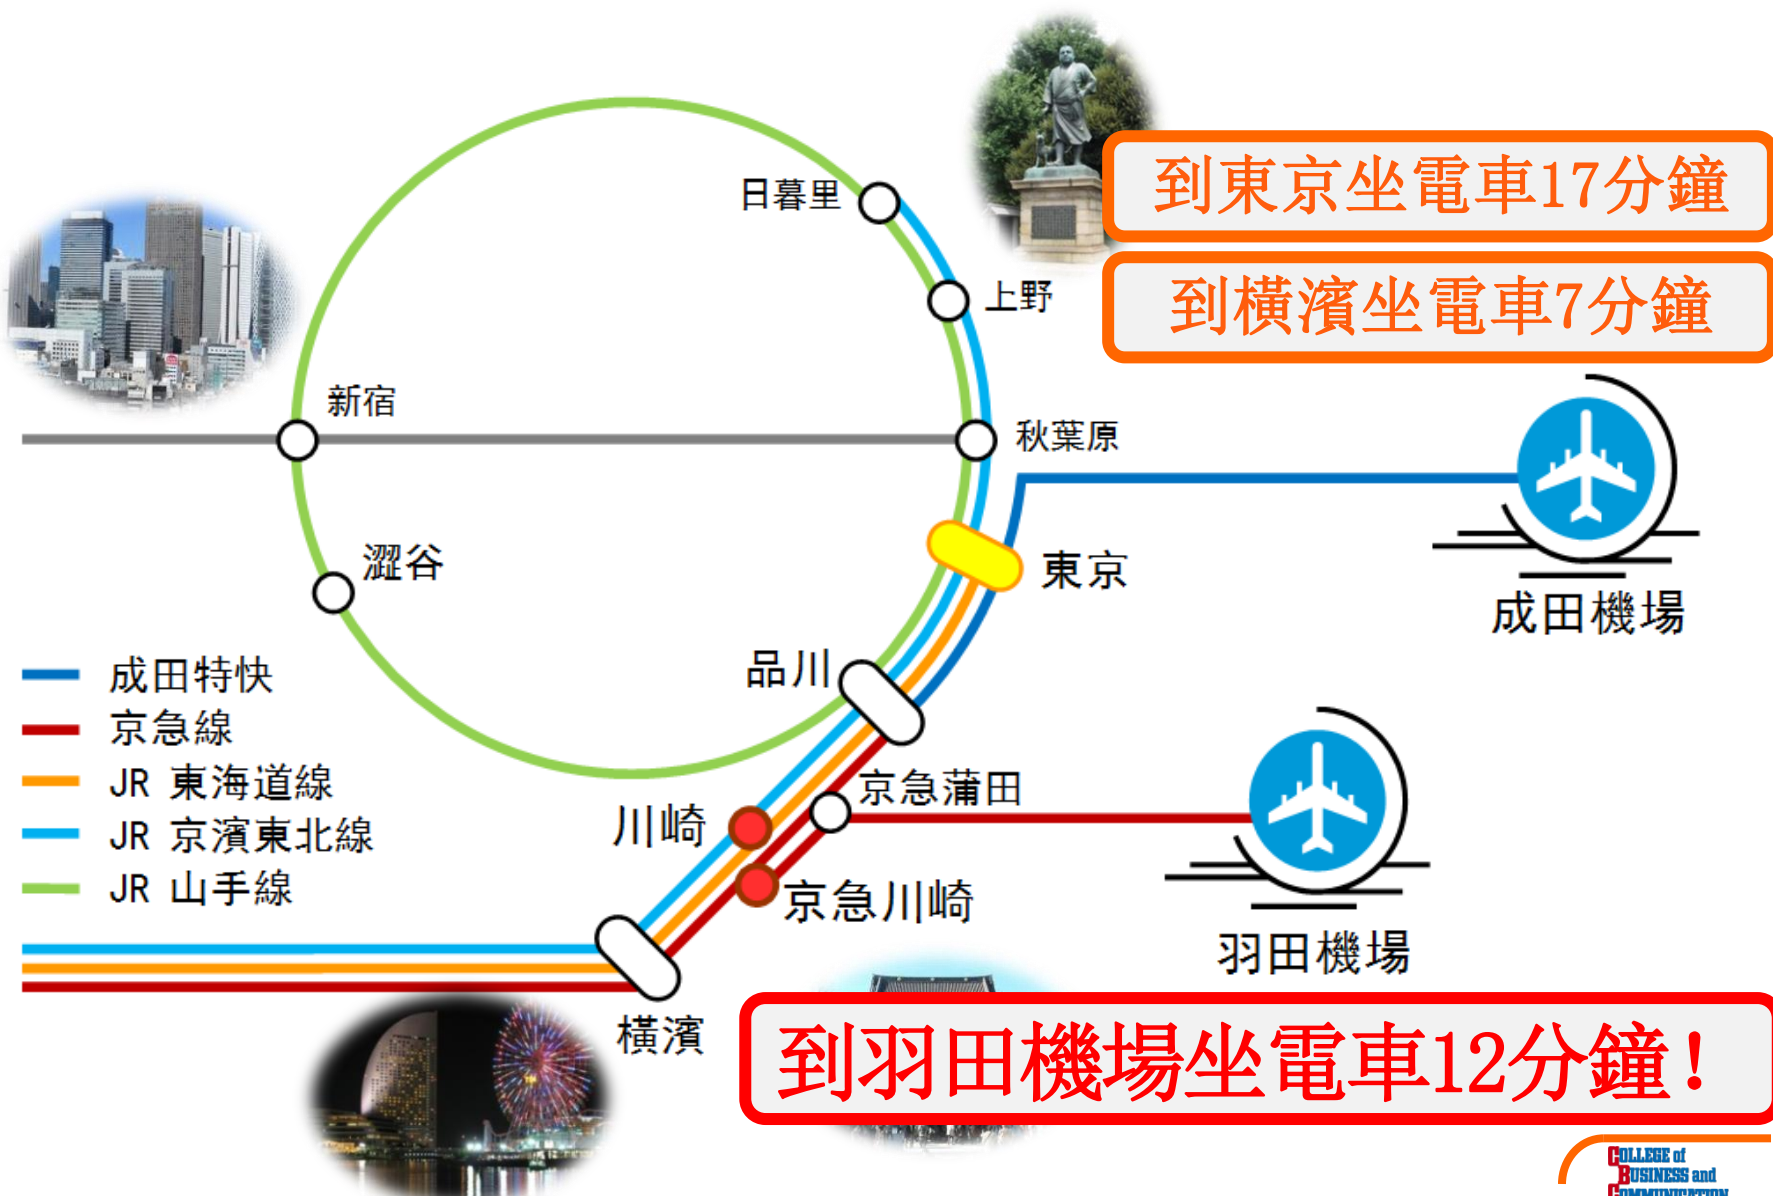 到東京坐電車17分鐘
日暮里
到橫濱坐電車7分鐘
上野
新宿
秋葉原
澀谷
東京
成田機場
品川
成田特快
京急線
JR 東海道線
JR 京濱東北線
JR 山手線
京急蒲田
川崎
京急川崎
羽田機場
橫濱
到羽田機場坐電車12分鐘!
COLLEGE of
BUSINESS and
COMMUNICATION